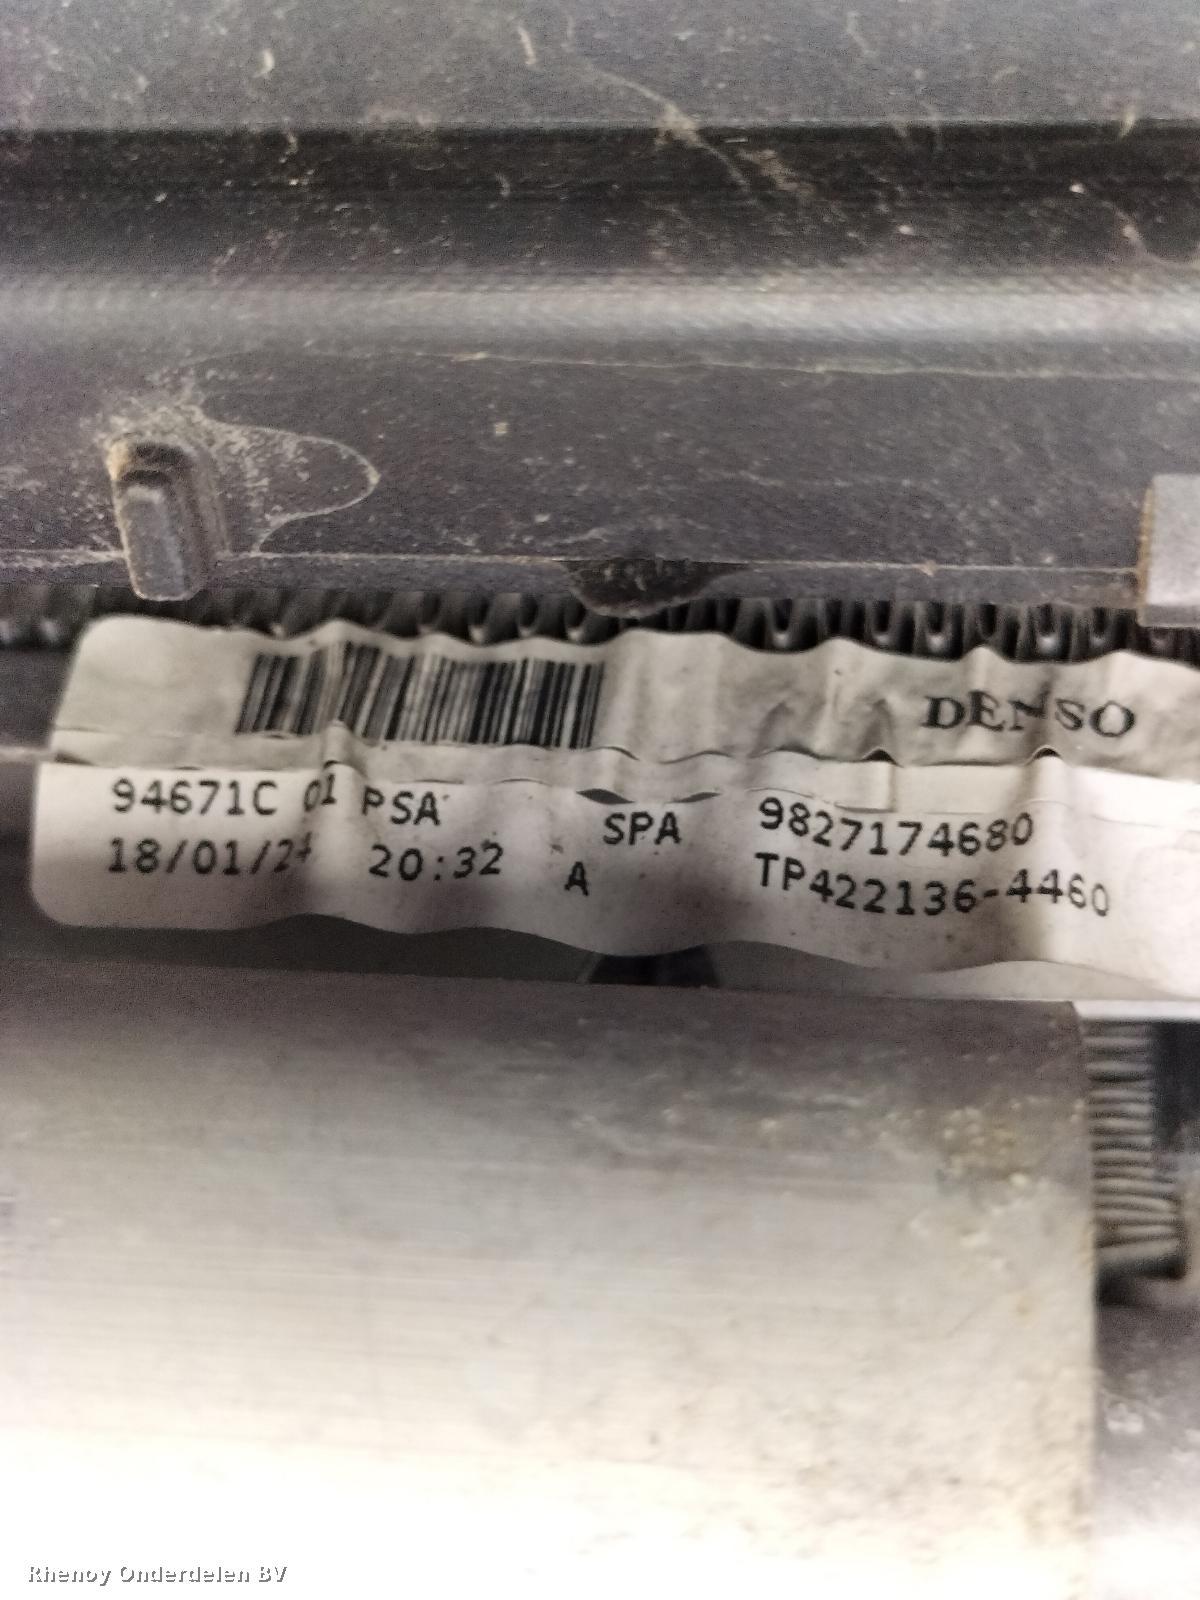 DENSO
94671C 01 PSA SPA 9827174680
18/01/24 20:32 A TP422136-4460
Rhenoy Onderdelen BV